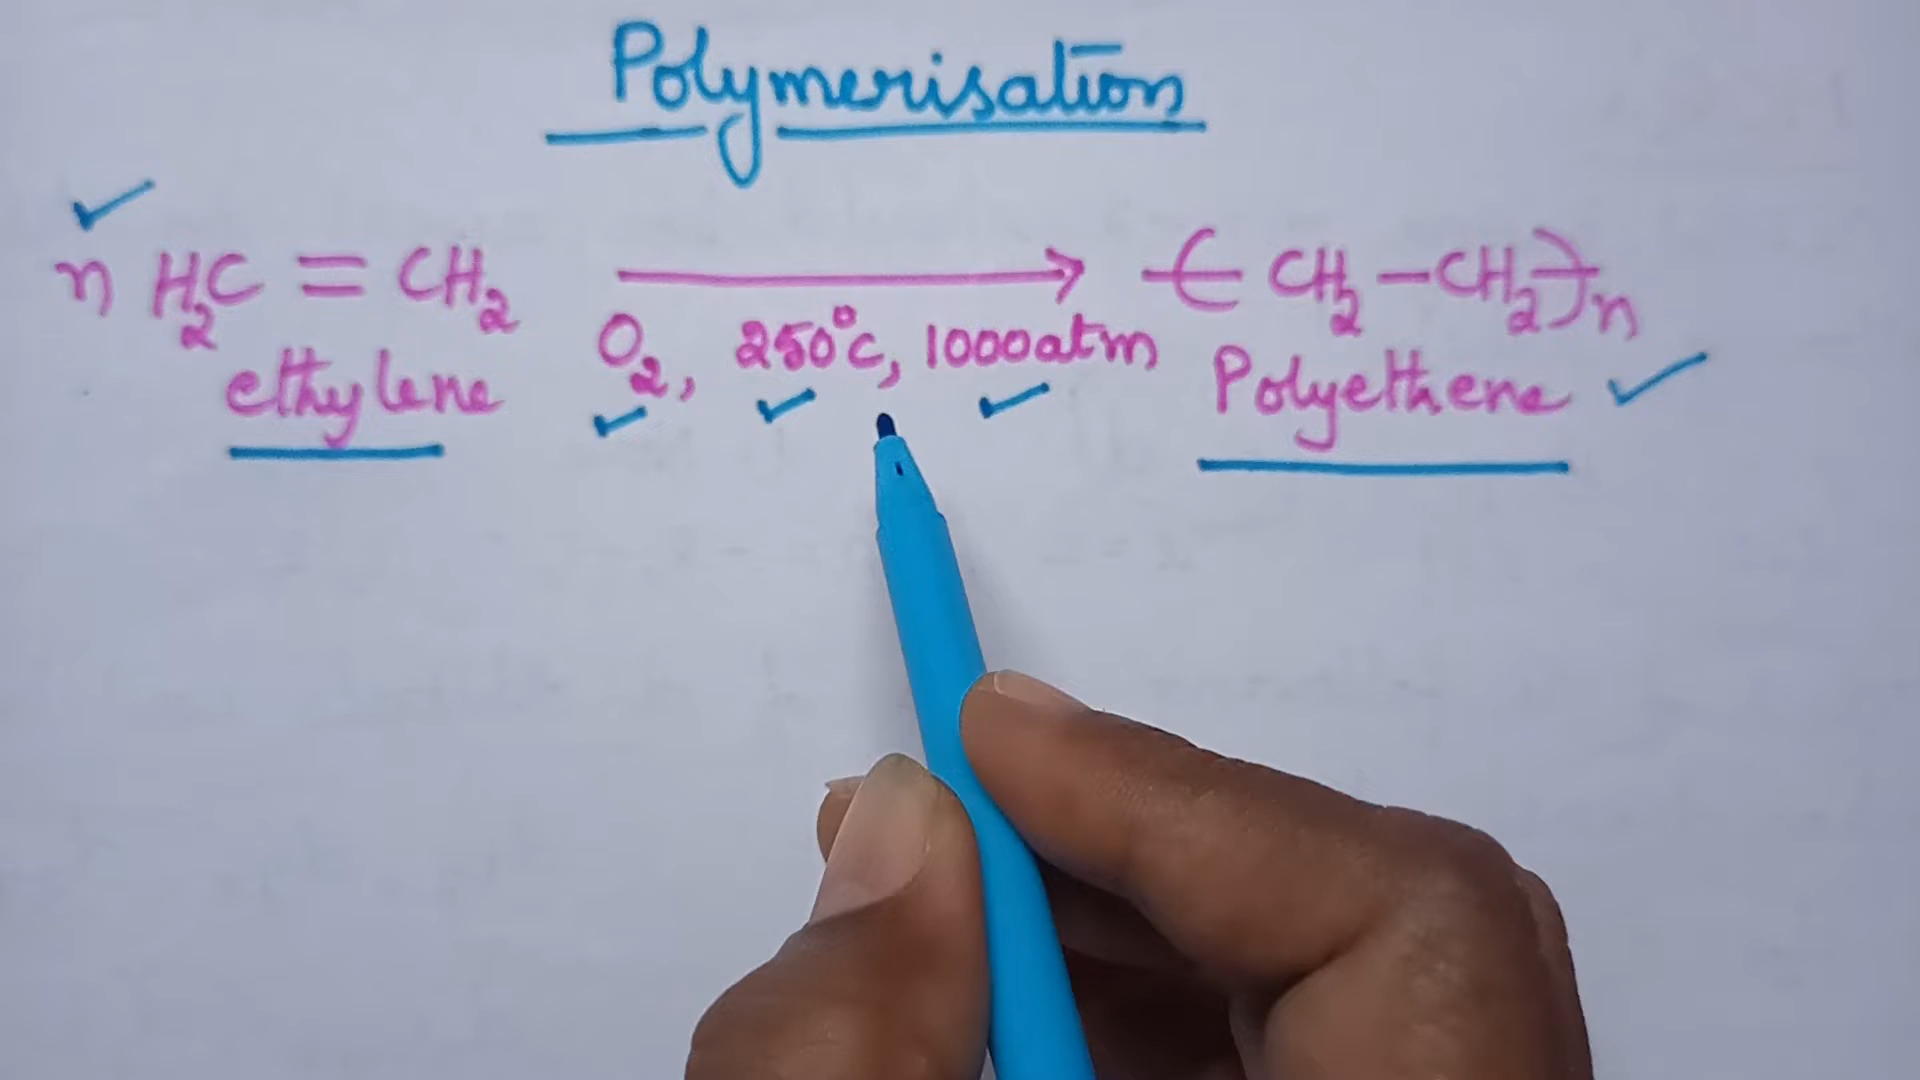 Polymerisation
n H₂C = CH₂ ⟶ -( CH₂ - CH₂ )-n
O₂, 250°C, 1000atm
ethylene Polyethene